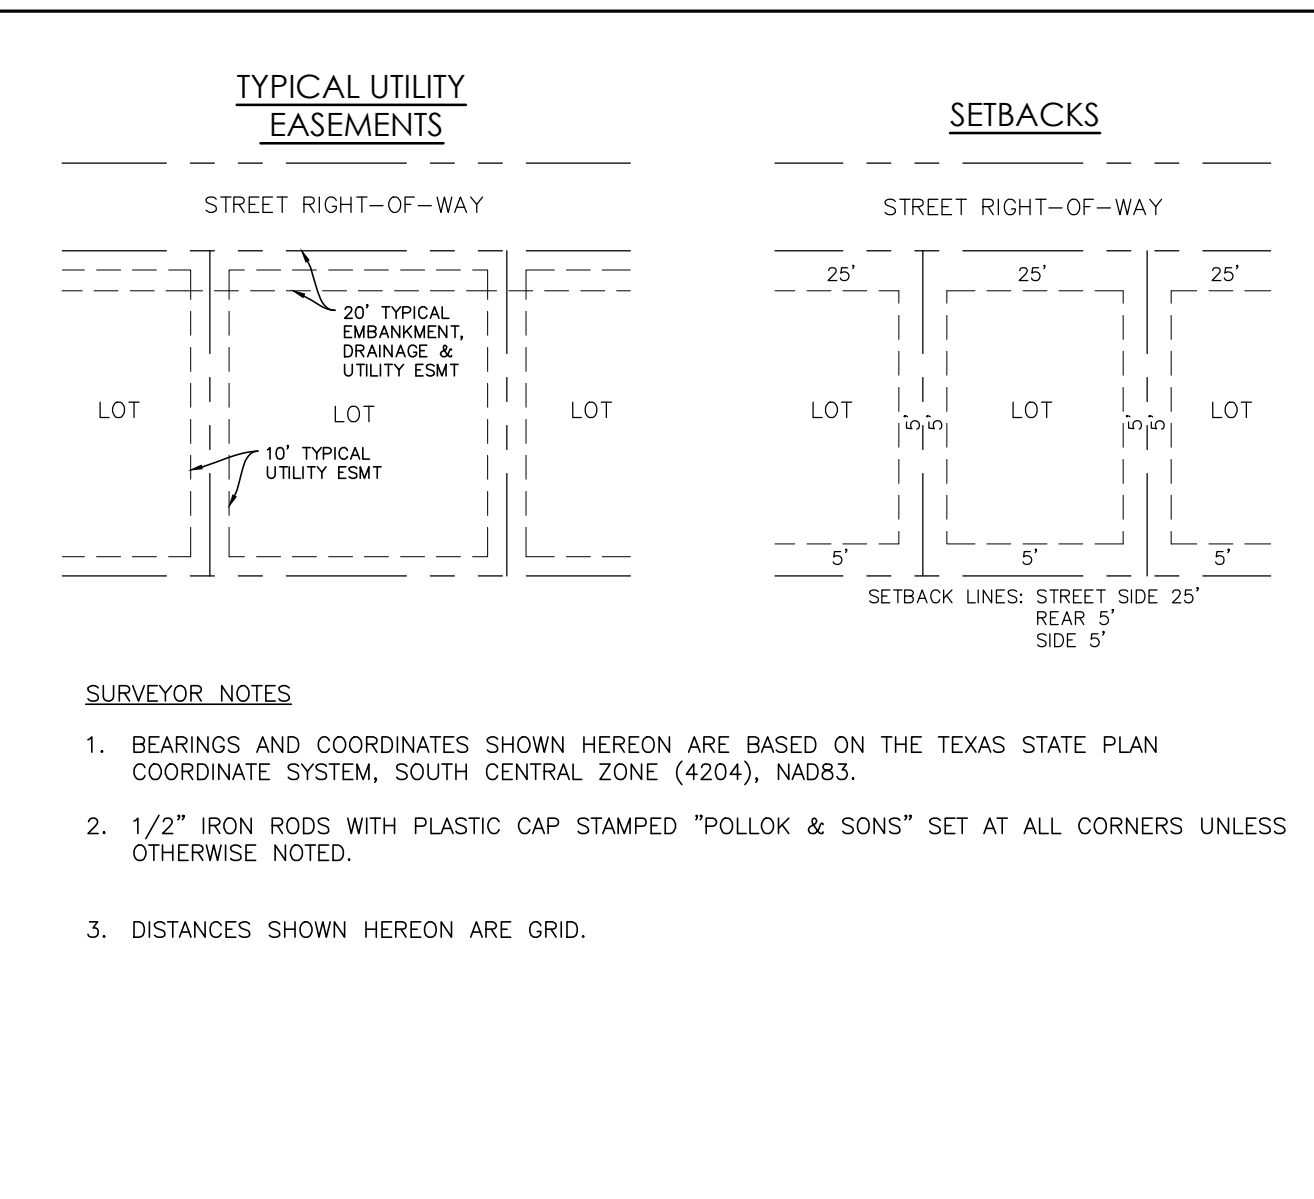 TYPICAL UTILITY
EASEMENTS
STREET RIGHT-OF-WAY
20' TYPICAL
EMBANKMENT,
DRAINAGE &
UTILITY ESMT
LOT
LOT
LOT
10' TYPICAL
UTILITY ESMT
SETBACKS
STREET RIGHT-OF-WAY
25'
25'
25'
LOT
LOT
LOT
5'
5'
5'
5'
5'
5'
5'
SETBACK LINES: STREET SIDE 25'
REAR 5'
SIDE 5'
SURVEYOR NOTES
1. BEARINGS AND COORDINATES SHOWN HEREON ARE BASED ON THE TEXAS STATE PLAN
COORDINATE SYSTEM, SOUTH CENTRAL ZONE (4204), NAD83.
2. 1/2" IRON RODS WITH PLASTIC CAP STAMPED "POLLOK & SONS" SET AT ALL CORNERS UNLESS
OTHERWISE NOTED.
3. DISTANCES SHOWN HEREON ARE GRID.